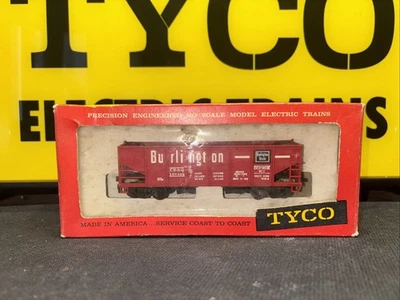 TYCO
ELECTRIC TRAINS
PRECISION ENGINEERED HO SCALE MODEL ELECTRIC TRAINS
Burlington
TYCO
MADE IN AMERICA SERVICE COAST TO COAST